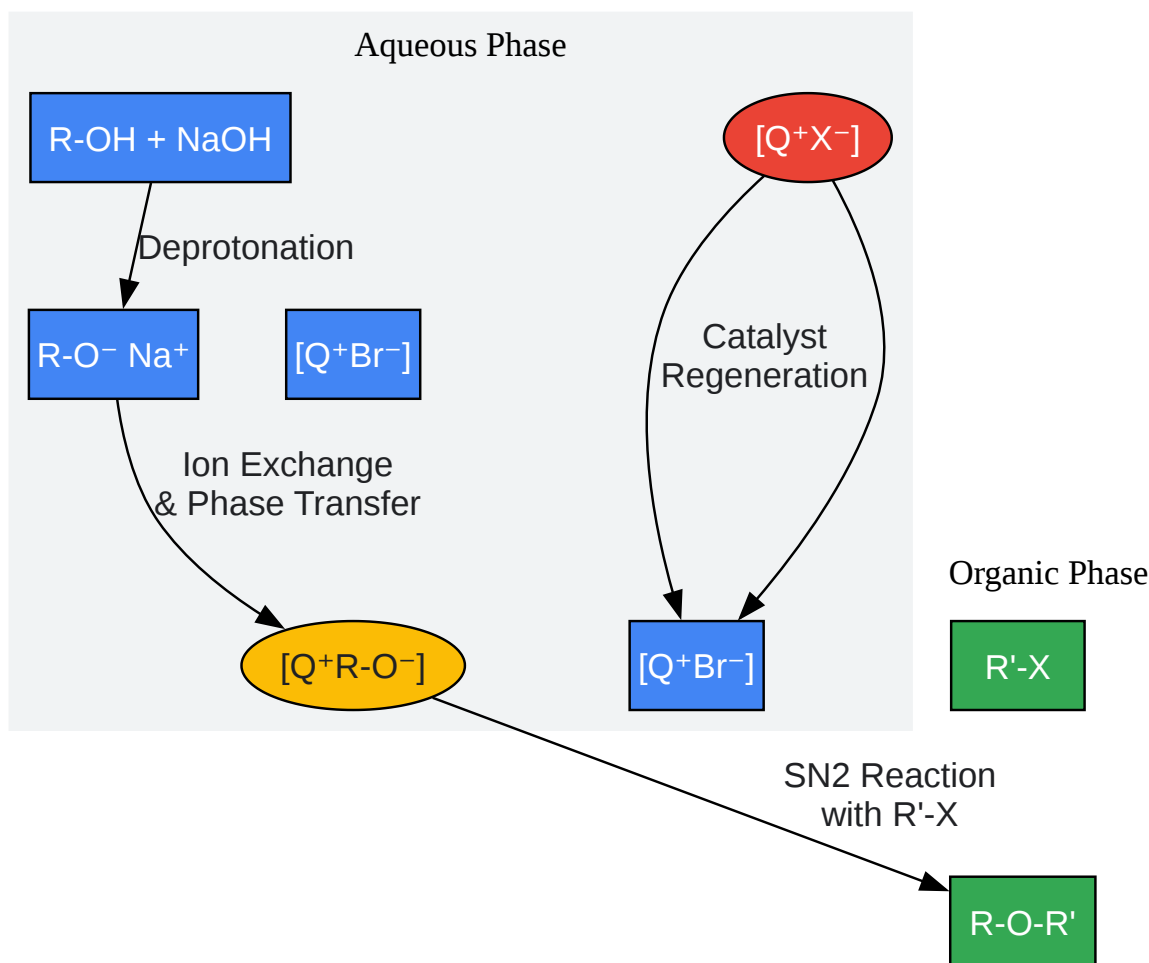 Aqueous Phase
R-OH + NaOH
[Q⁺X⁻]
Deprotonation
R-O⁻ Na⁺
[Q⁺Br⁻]
Catalyst
Regeneration
Ion Exchange
& Phase Transfer
Organic Phase
[Q⁺R-O⁻]
[Q⁺Br⁻]
R'-X
SN2 Reaction
with R'-X
R-O-R'